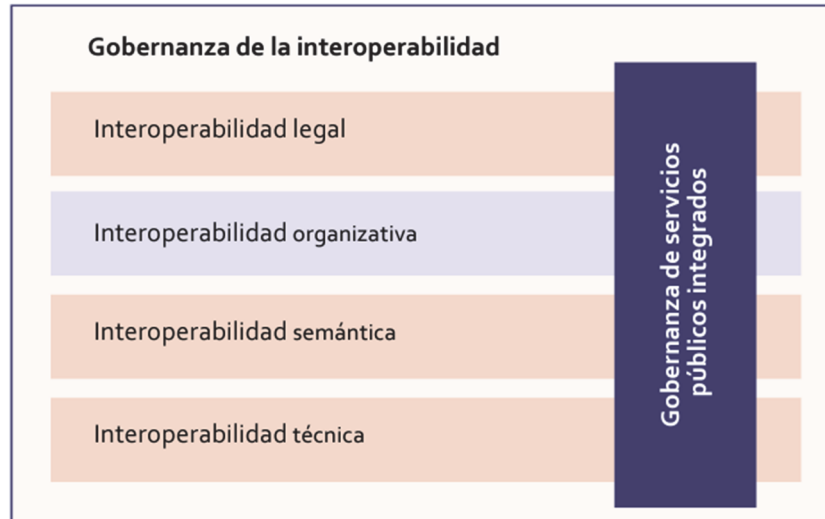 Gobernanza de la interoperabilidad
Interoperabilidad legal
Interoperabilidad organizativa
Interoperabilidad semántica
Interoperabilidad técnica
Gobernanza de servicios
públicos integrados